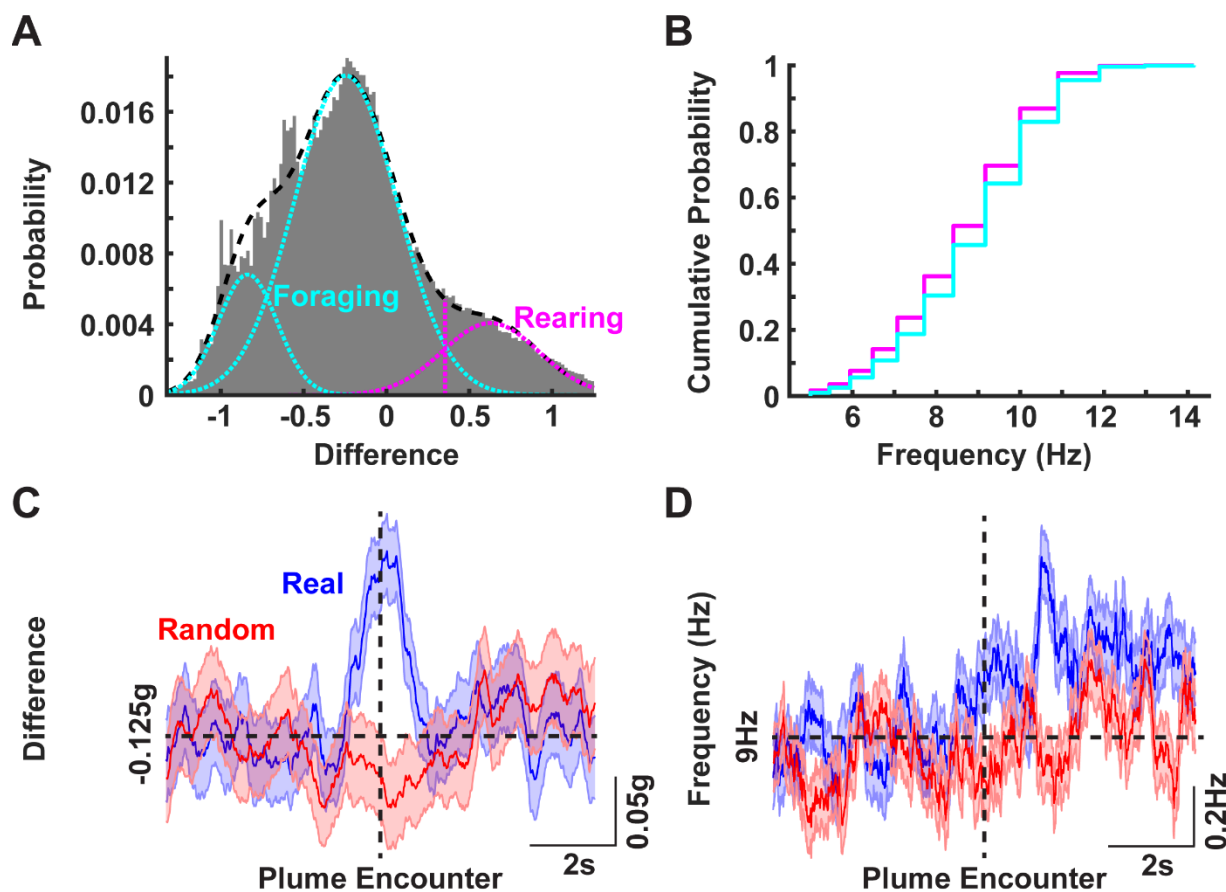 A
Probability
0.016
0.012
0.008
0.004
0
Foraging
Rearing
-1 -0.5 0 0.5 1
Difference
B
Cumulative Probability
1
0.8
0.6
0.4
0.2
0
6 8 10 12 14
Frequency (Hz)
C
Difference
-0.125g
Real
Random
0.05g
2s
Plume Encounter
D
Frequency (Hz)
9Hz
0.2Hz
2s
Plume Encounter